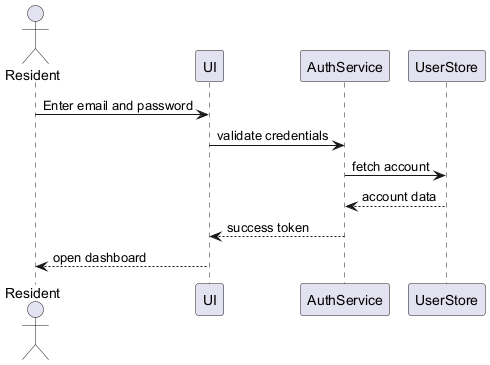 Resident
UI
AuthService
UserStore
Enter email and password
validate credentials
fetch account
account data
success token
open dashboard
Resident
UI
AuthService
UserStore